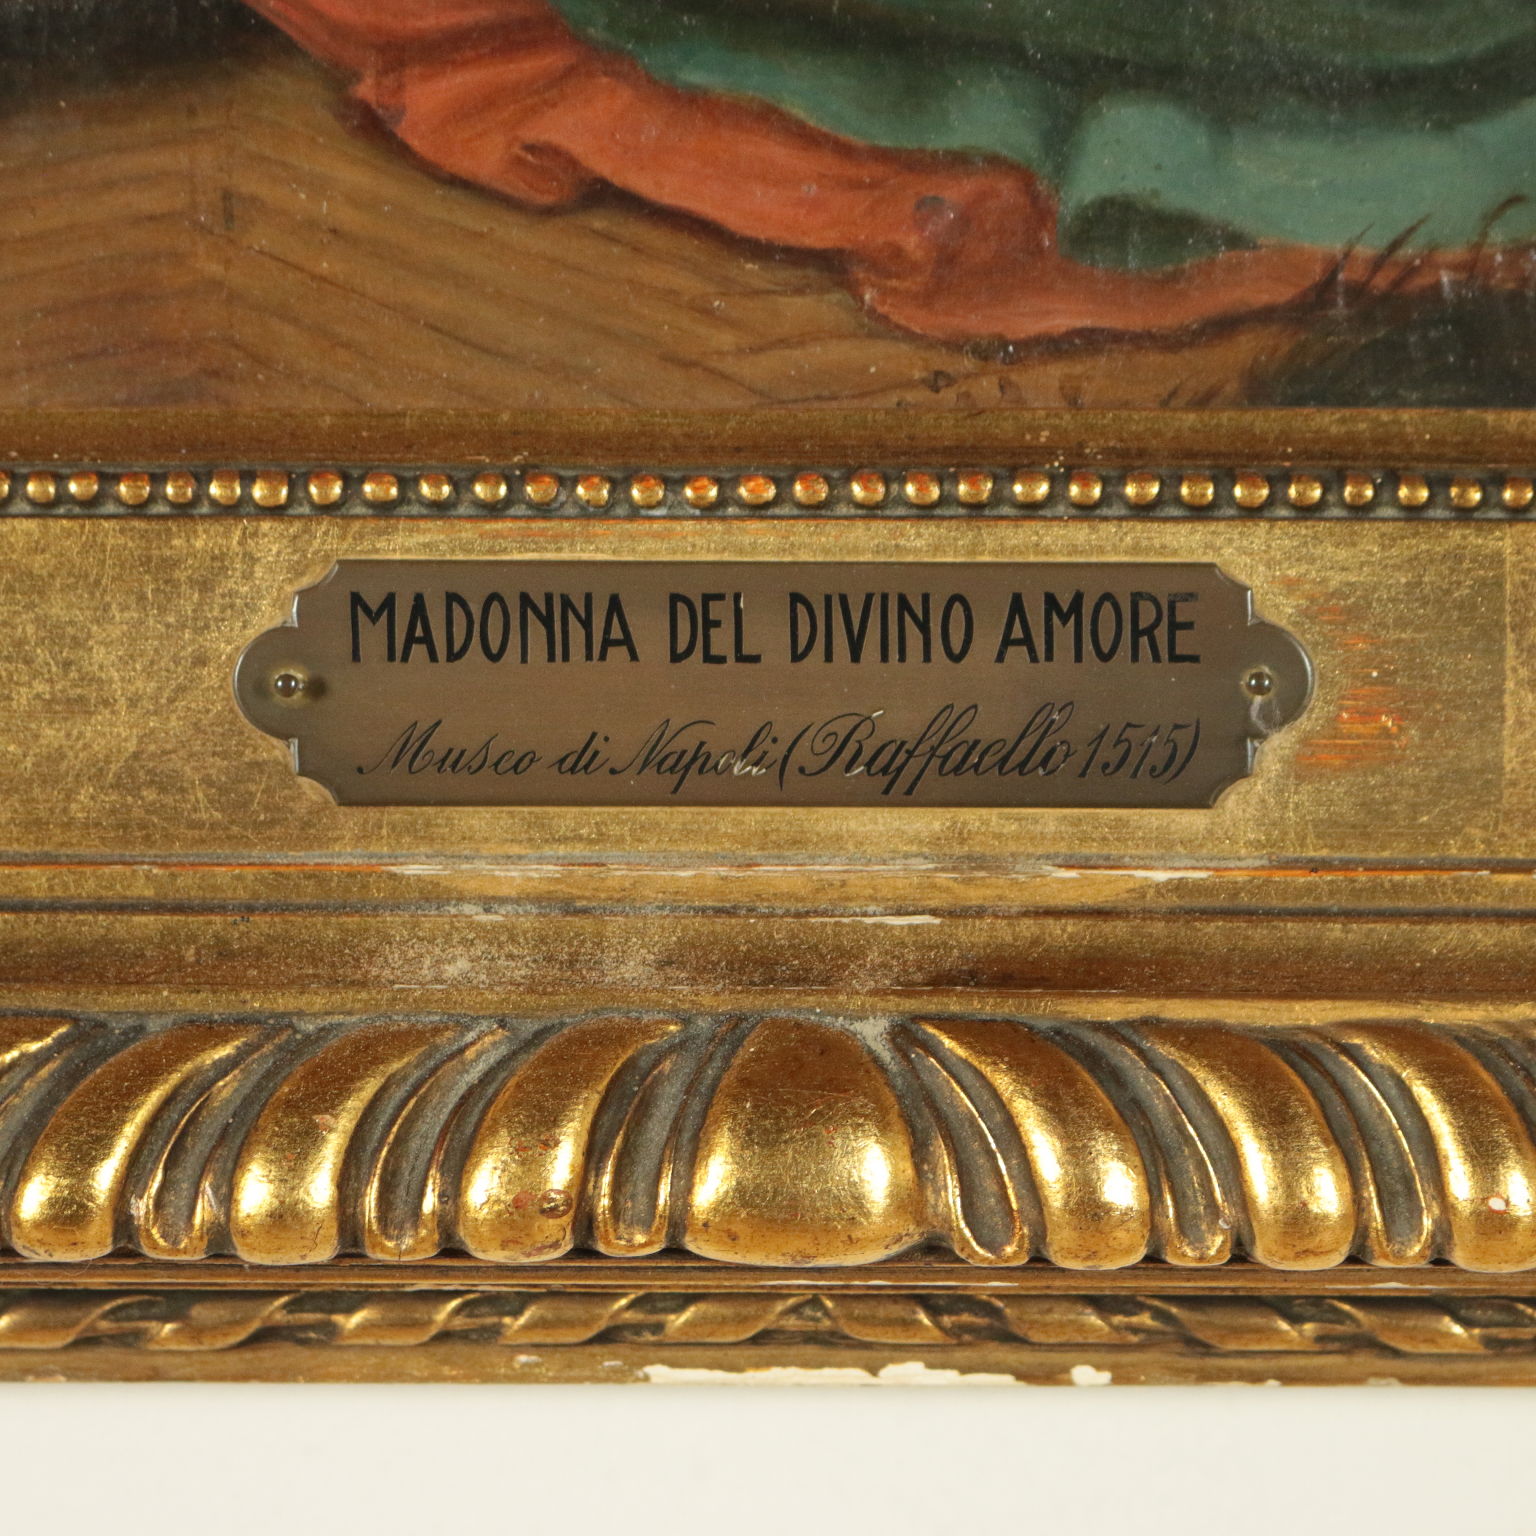 MADONNA DEL DIVINO AMORE
Museo di Napoli (Raffaello 1515)